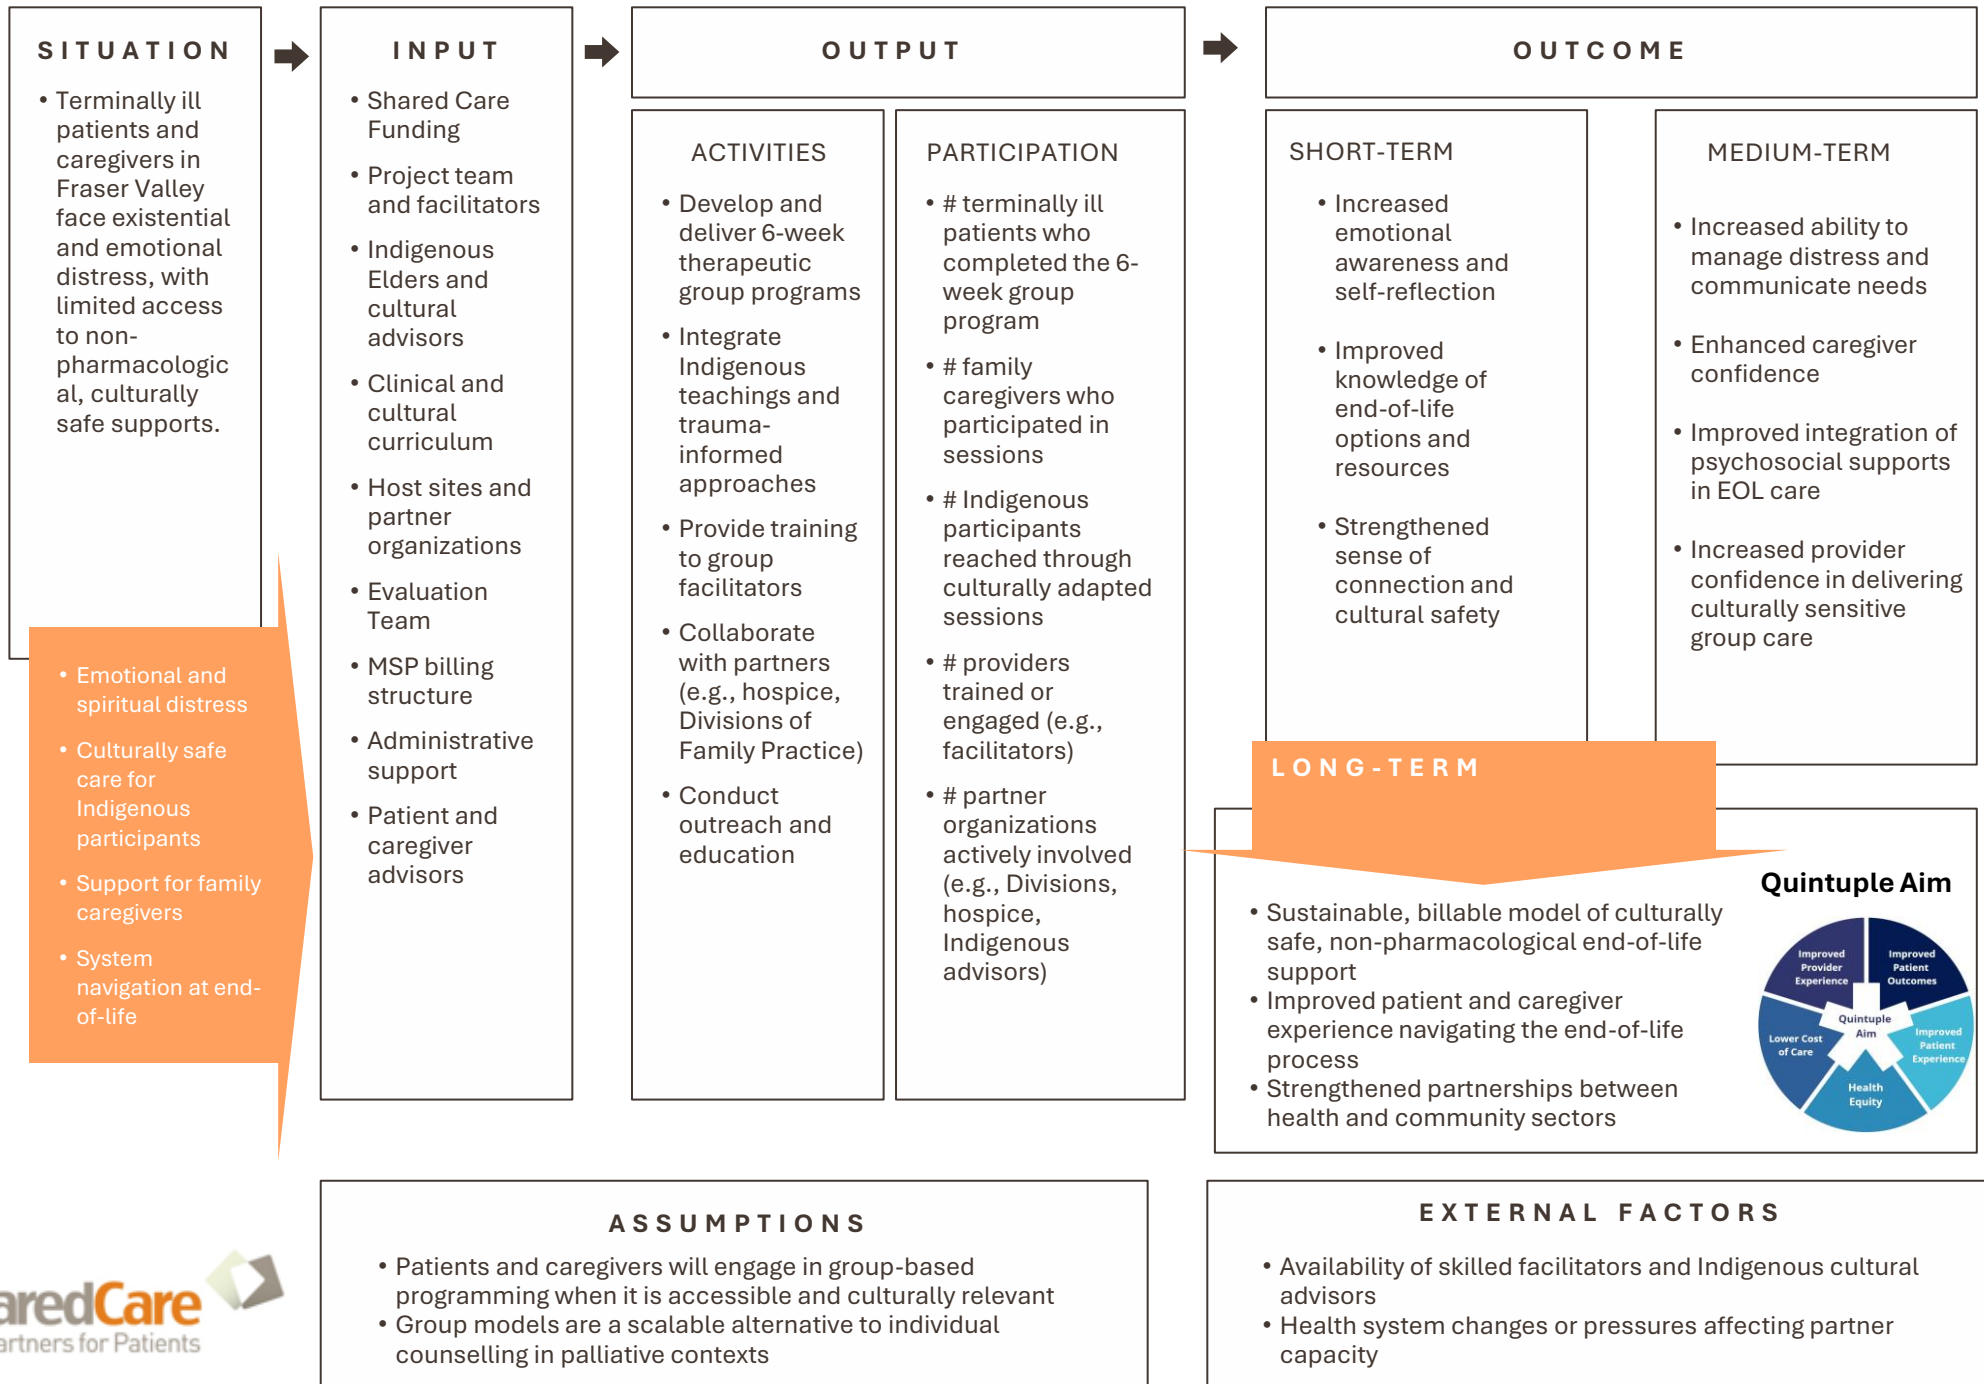 SITUATION
• Terminally ill
patients and
caregivers in
Fraser Valley
face existential
and emotional
distress, with
limited access
to non-
pharmacologic
al, culturally
safe supports.
• Emotional and
spiritual distress
• Culturally safe
care for
Indigenous
participants
• Support for family
caregivers
• System
navigation at end-
of-life
INPUT
• Shared Care
Funding
• Project team
and facilitators
• Indigenous
Elders and
cultural
advisors
• Clinical and
cultural
curriculum
• Host sites and
partner
organizations
• Evaluation
Team
• MSP billing
structure
• Administrative
support
• Patient and
caregiver
advisors
OUTPUT
ACTIVITIES
• Develop and
deliver 6-week
therapeutic
group programs
• Integrate
Indigenous
teachings and
trauma-
informed
approaches
• Provide training
to group
facilitators
• Collaborate
with partners
(e.g., hospice,
Divisions of
Family Practice)
• Conduct
outreach and
education
PARTICIPATION
• # terminally ill
patients who
completed the 6-
week group
program
• # family
caregivers who
participated in
sessions
• # Indigenous
participants
reached through
culturally adapted
sessions
• # providers
trained or
engaged (e.g.,
facilitators)
• # partner
organizations
actively involved
(e.g., Divisions,
hospice,
Indigenous
advisors)
OUTCOME
SHORT-TERM
• Increased
emotional
awareness and
self-reflection
• Improved
knowledge of
end-of-life
options and
resources
• Strengthened
sense of
connection and
cultural safety
MEDIUM-TERM
• Increased ability to
manage distress and
communicate needs
• Enhanced caregiver
confidence
• Improved integration of
psychosocial supports
in EOL care
• Increased provider
confidence in delivering
culturally sensitive
group care
LONG-TERM
• Sustainable, billable model of culturally
safe, non-pharmacological end-of-life
support
• Improved patient and caregiver
experience navigating the end-of-life
process
• Strengthened partnerships between
health and community sectors
Quintuple Aim
Improved
Provider
Experience
Improved
Patient
Outcomes
Quintuple
Aim
Lower Cost
of Care
Improved
Patient
Experience
Health
Equity
ASSUMPTIONS
• Patients and caregivers will engage in group-based
programming when it is accessible and culturally relevant
• Group models are a scalable alternative to individual
counselling in palliative contexts
EXTERNAL FACTORS
• Availability of skilled facilitators and Indigenous cultural
advisors
• Health system changes or pressures affecting partner
capacity
aredCare
artners for Patients